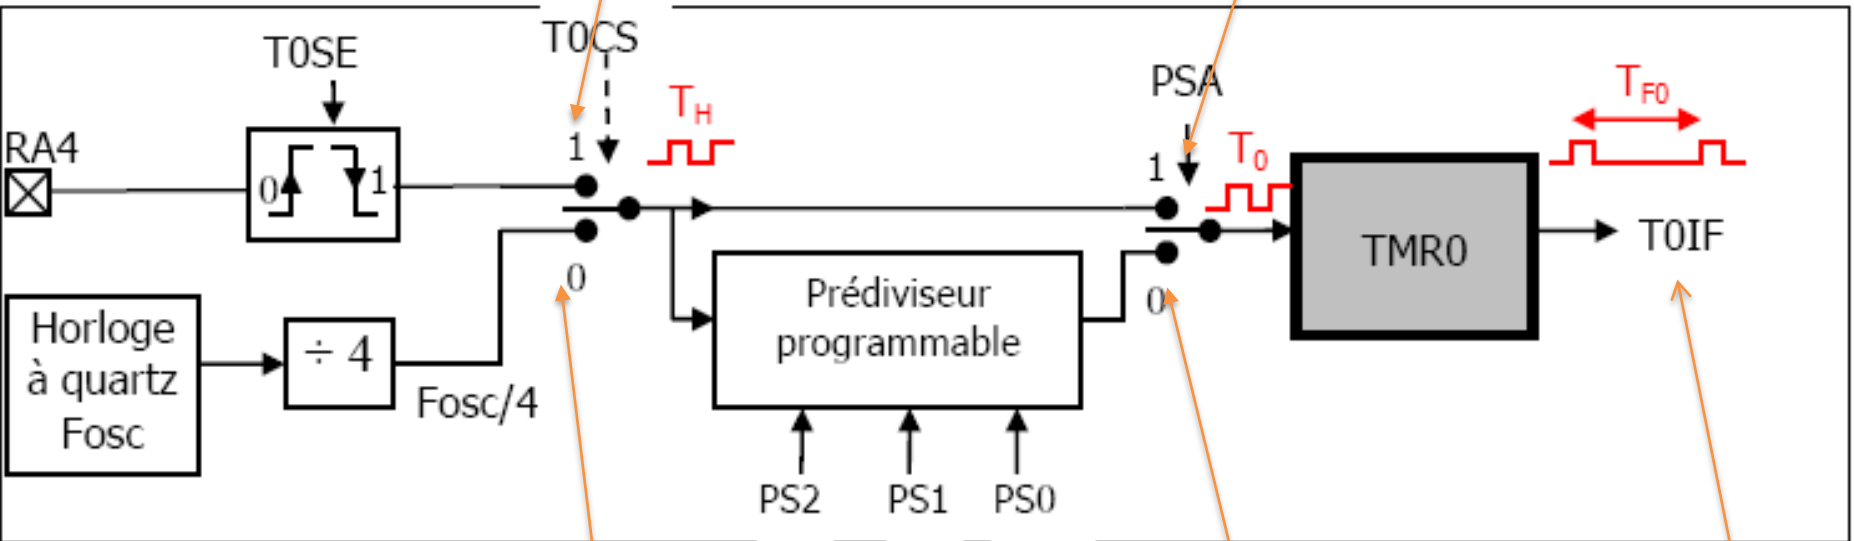 T0SE
T0CS
RA4
0
1
1
0
T_H
PSA
1
0
T_0
T_F0
TMR0
T0IF
Horloge
à quartz
Fosc
÷ 4
Fosc/4
Prédiviseur
programmable
PS2
PS1
PS0